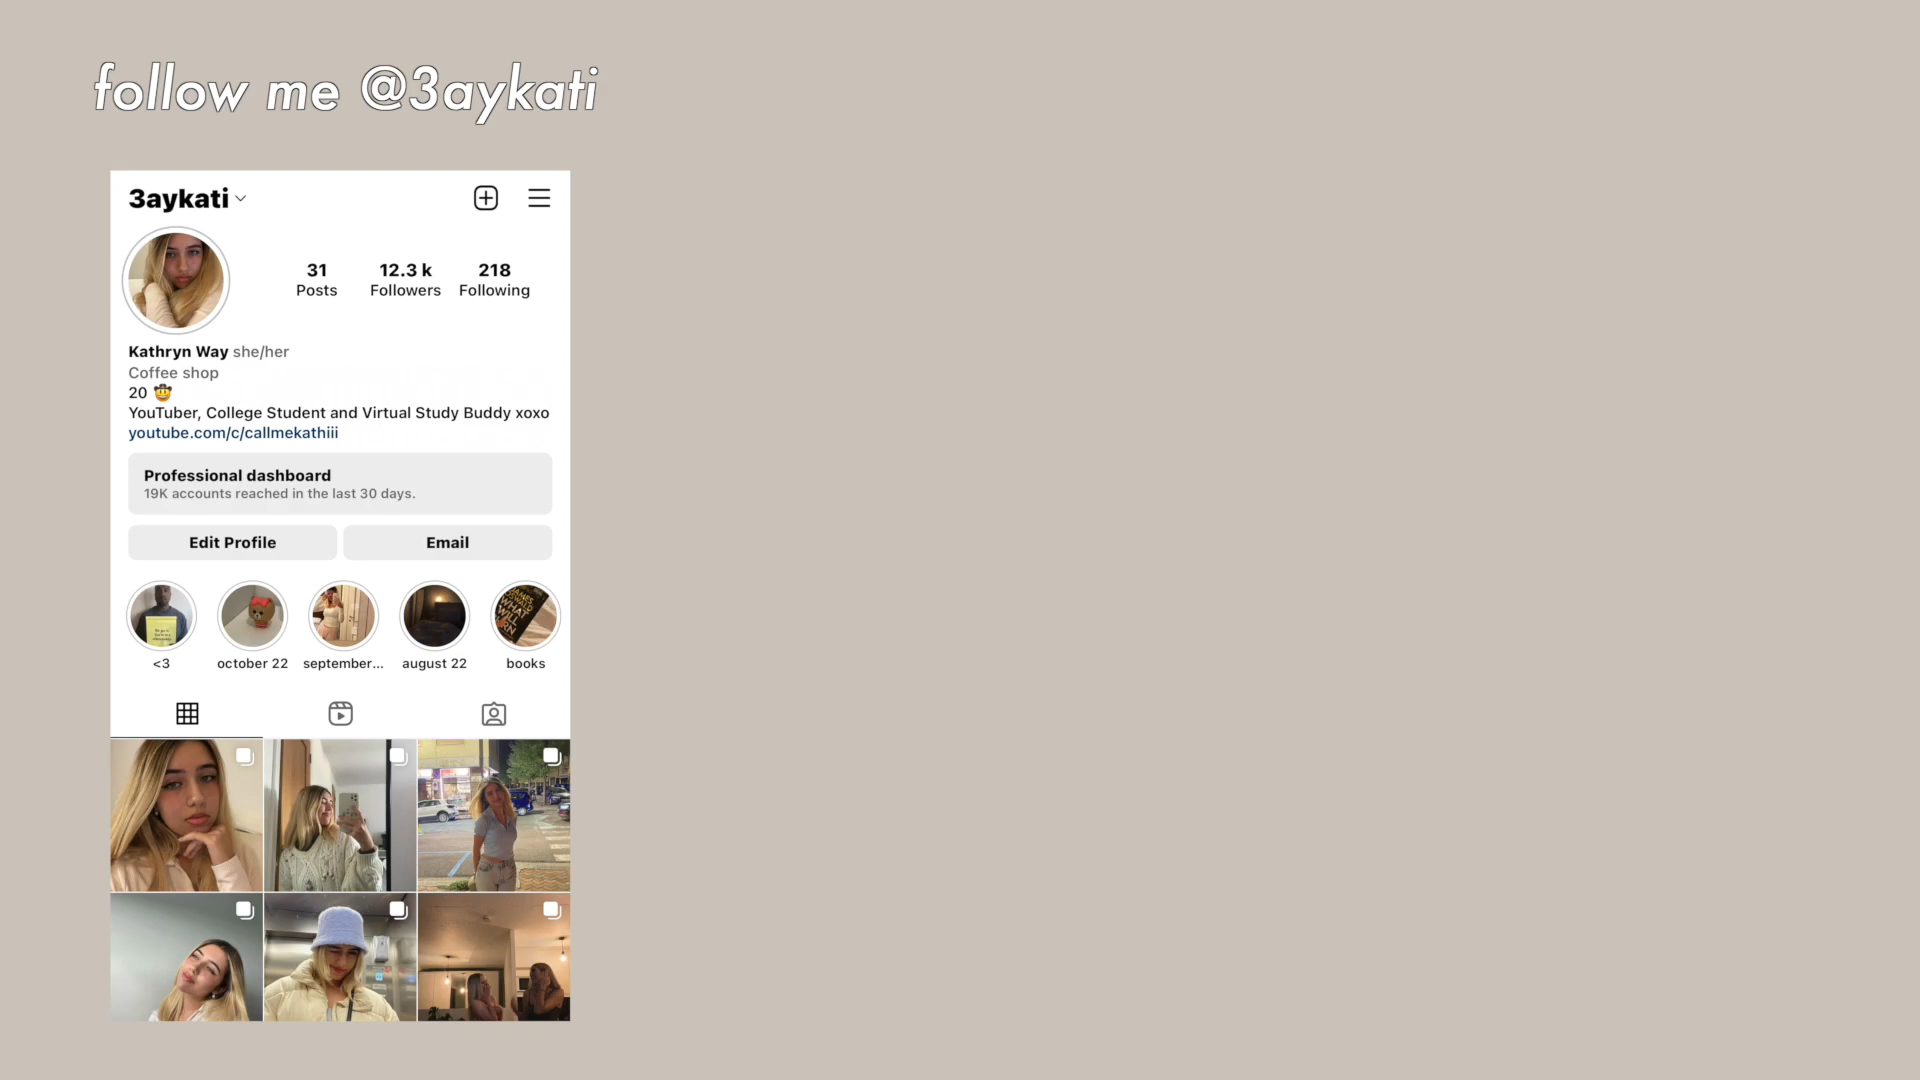 follow me @3aykati
3aykati
31 12.3 k 218
Posts Followers Following
Kathryn Way she/her
Coffee shop
20 🤠
YouTuber, College Student and Virtual Study Buddy xoxo
youtube.com/c/callmekathiii
Professional dashboard
19K accounts reached in the last 30 days.
Edit Profile Email
<3 october 22 september... august 22 books